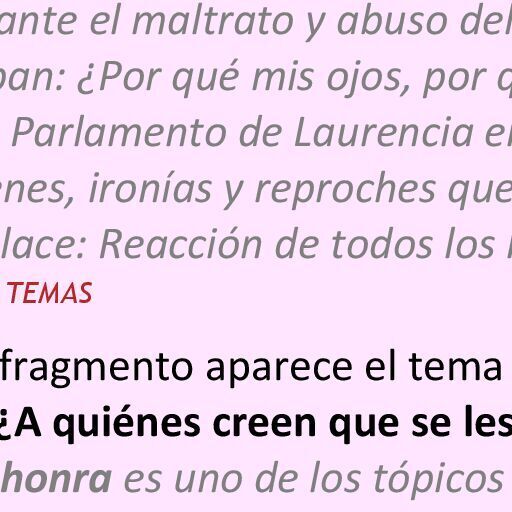 ante el maltrato y abuso del
ban: ¿Por qué mis ojos, por q
Parlamento de Laurencia en
enes, ironías y reproches que
lace: Reacción de todos los
TEMAS
fragmento aparece el tema
¿A quiénes creen que se les
honra es uno de los tópicos